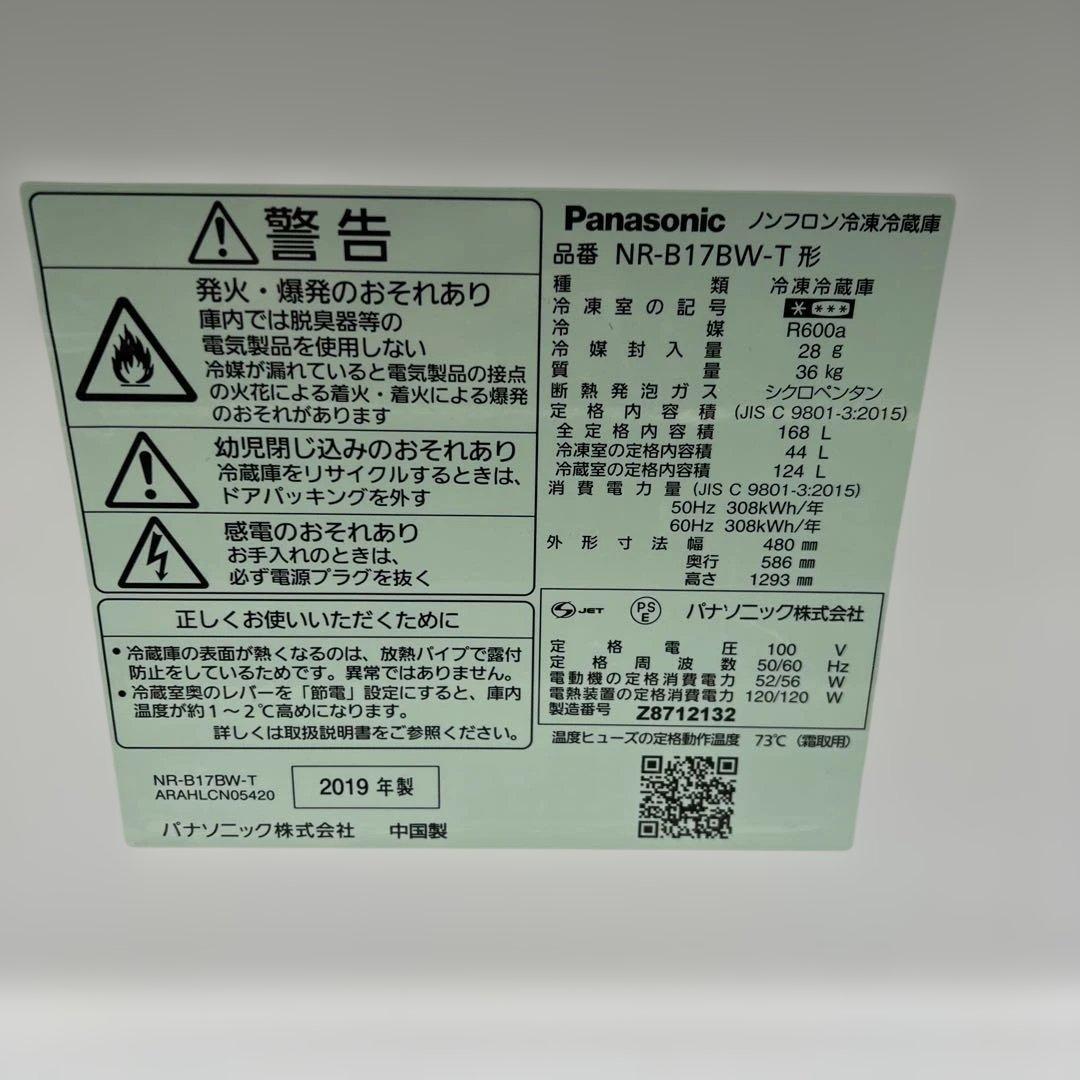 警告
発火・爆発のおそれあり
庫内では脱臭器等の
電気製品を使用しない
冷媒が漏れていると電気製品の接点
の火花による着火・着火による爆発
のおそれがあります
幼児閉じ込みのおそれあり
冷蔵庫をリサイクルするときは、
ドアパッキングを外す
感電のおそれあり
お手入れのときは、
必ず電源プラグを抜く
正しくお使いいただくために
・冷蔵庫の表面が熱くなるのは、放熱パイプで露付
防止をしているためです。異常ではありません。
・冷蔵室奥のレバーを「節電」設定にすると、庫内
温度が約1～2℃高めになります。
詳しくは取扱説明書をご参照ください。
NR-B17BW-T
ARAHLCN05420
2019年製
パナソニック株式会社 中国製
Panasonic ノンフロン冷凍冷蔵庫
品番 NR-B17BW-T形
種類 冷凍冷蔵庫
冷凍室の記号 * ***
冷媒 R600a
冷媒封入量 28 g
質量 36 kg
断熱発泡ガス シクロペンタン
定格内容積 (JIS C 9801-3:2015)
全定格内容積 168 L
冷凍室の定格内容積 44 L
冷蔵室の定格内容積 124 L
消費電力量 (JIS C 9801-3:2015)
50Hz 308kWh/年
60Hz 308kWh/年
外形寸法 幅 480 mm
奥行 586 mm
高さ 1293 mm
S JET PSE パナソニック株式会社
定格電圧 100 V
定格周波数 50/60 Hz
電動機の定格消費電力 52/56 W
電熱装置の定格消費電力 120/120 W
製造番号 Z8712132
温度ヒューズの定格動作温度 73℃ (霜取用)